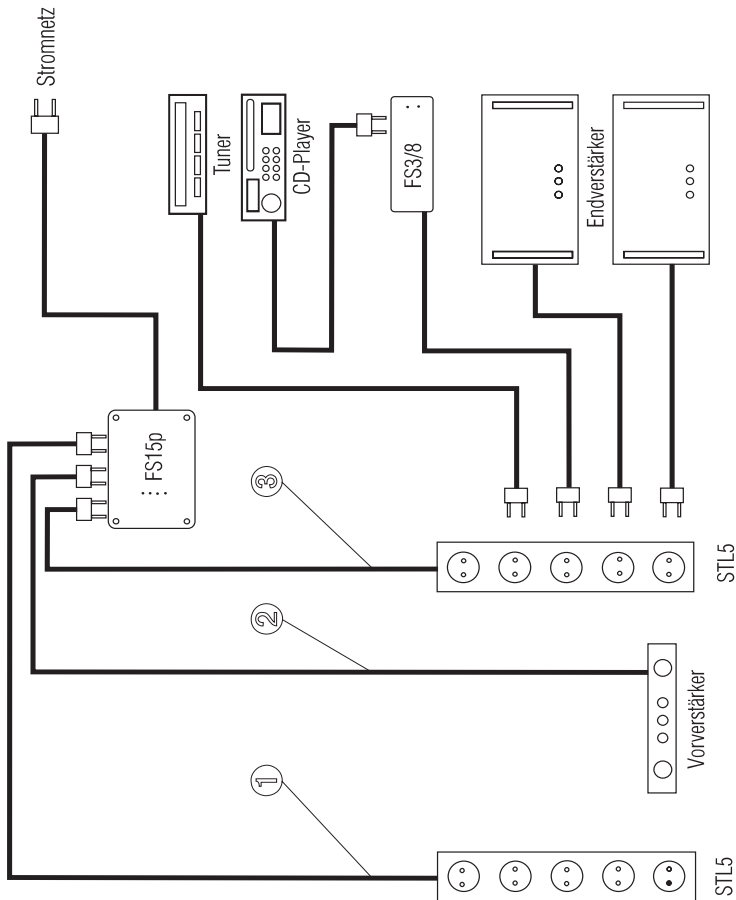 Stromnetz
Tuner
CD-Player
FS3/8
Endverstärker
FS15p
3
STL5
2
Vorverstärker
1
STL5